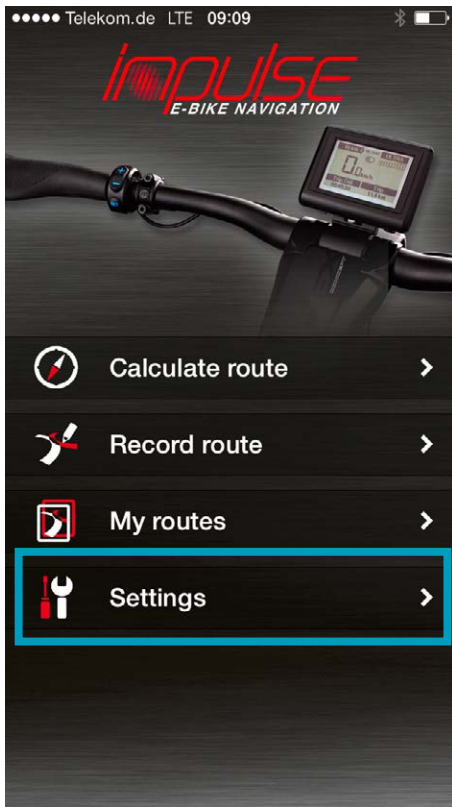 Telekom.de LTE 09:09
impulse
E-BIKE NAVIGATION
Calculate route
Record route
My routes
Settings